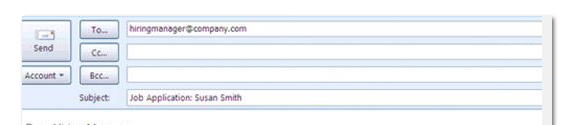 To... hiringmanager@company.com
Send
Cc...
Account Bcc...
Subject: Job Application: Susan Smith